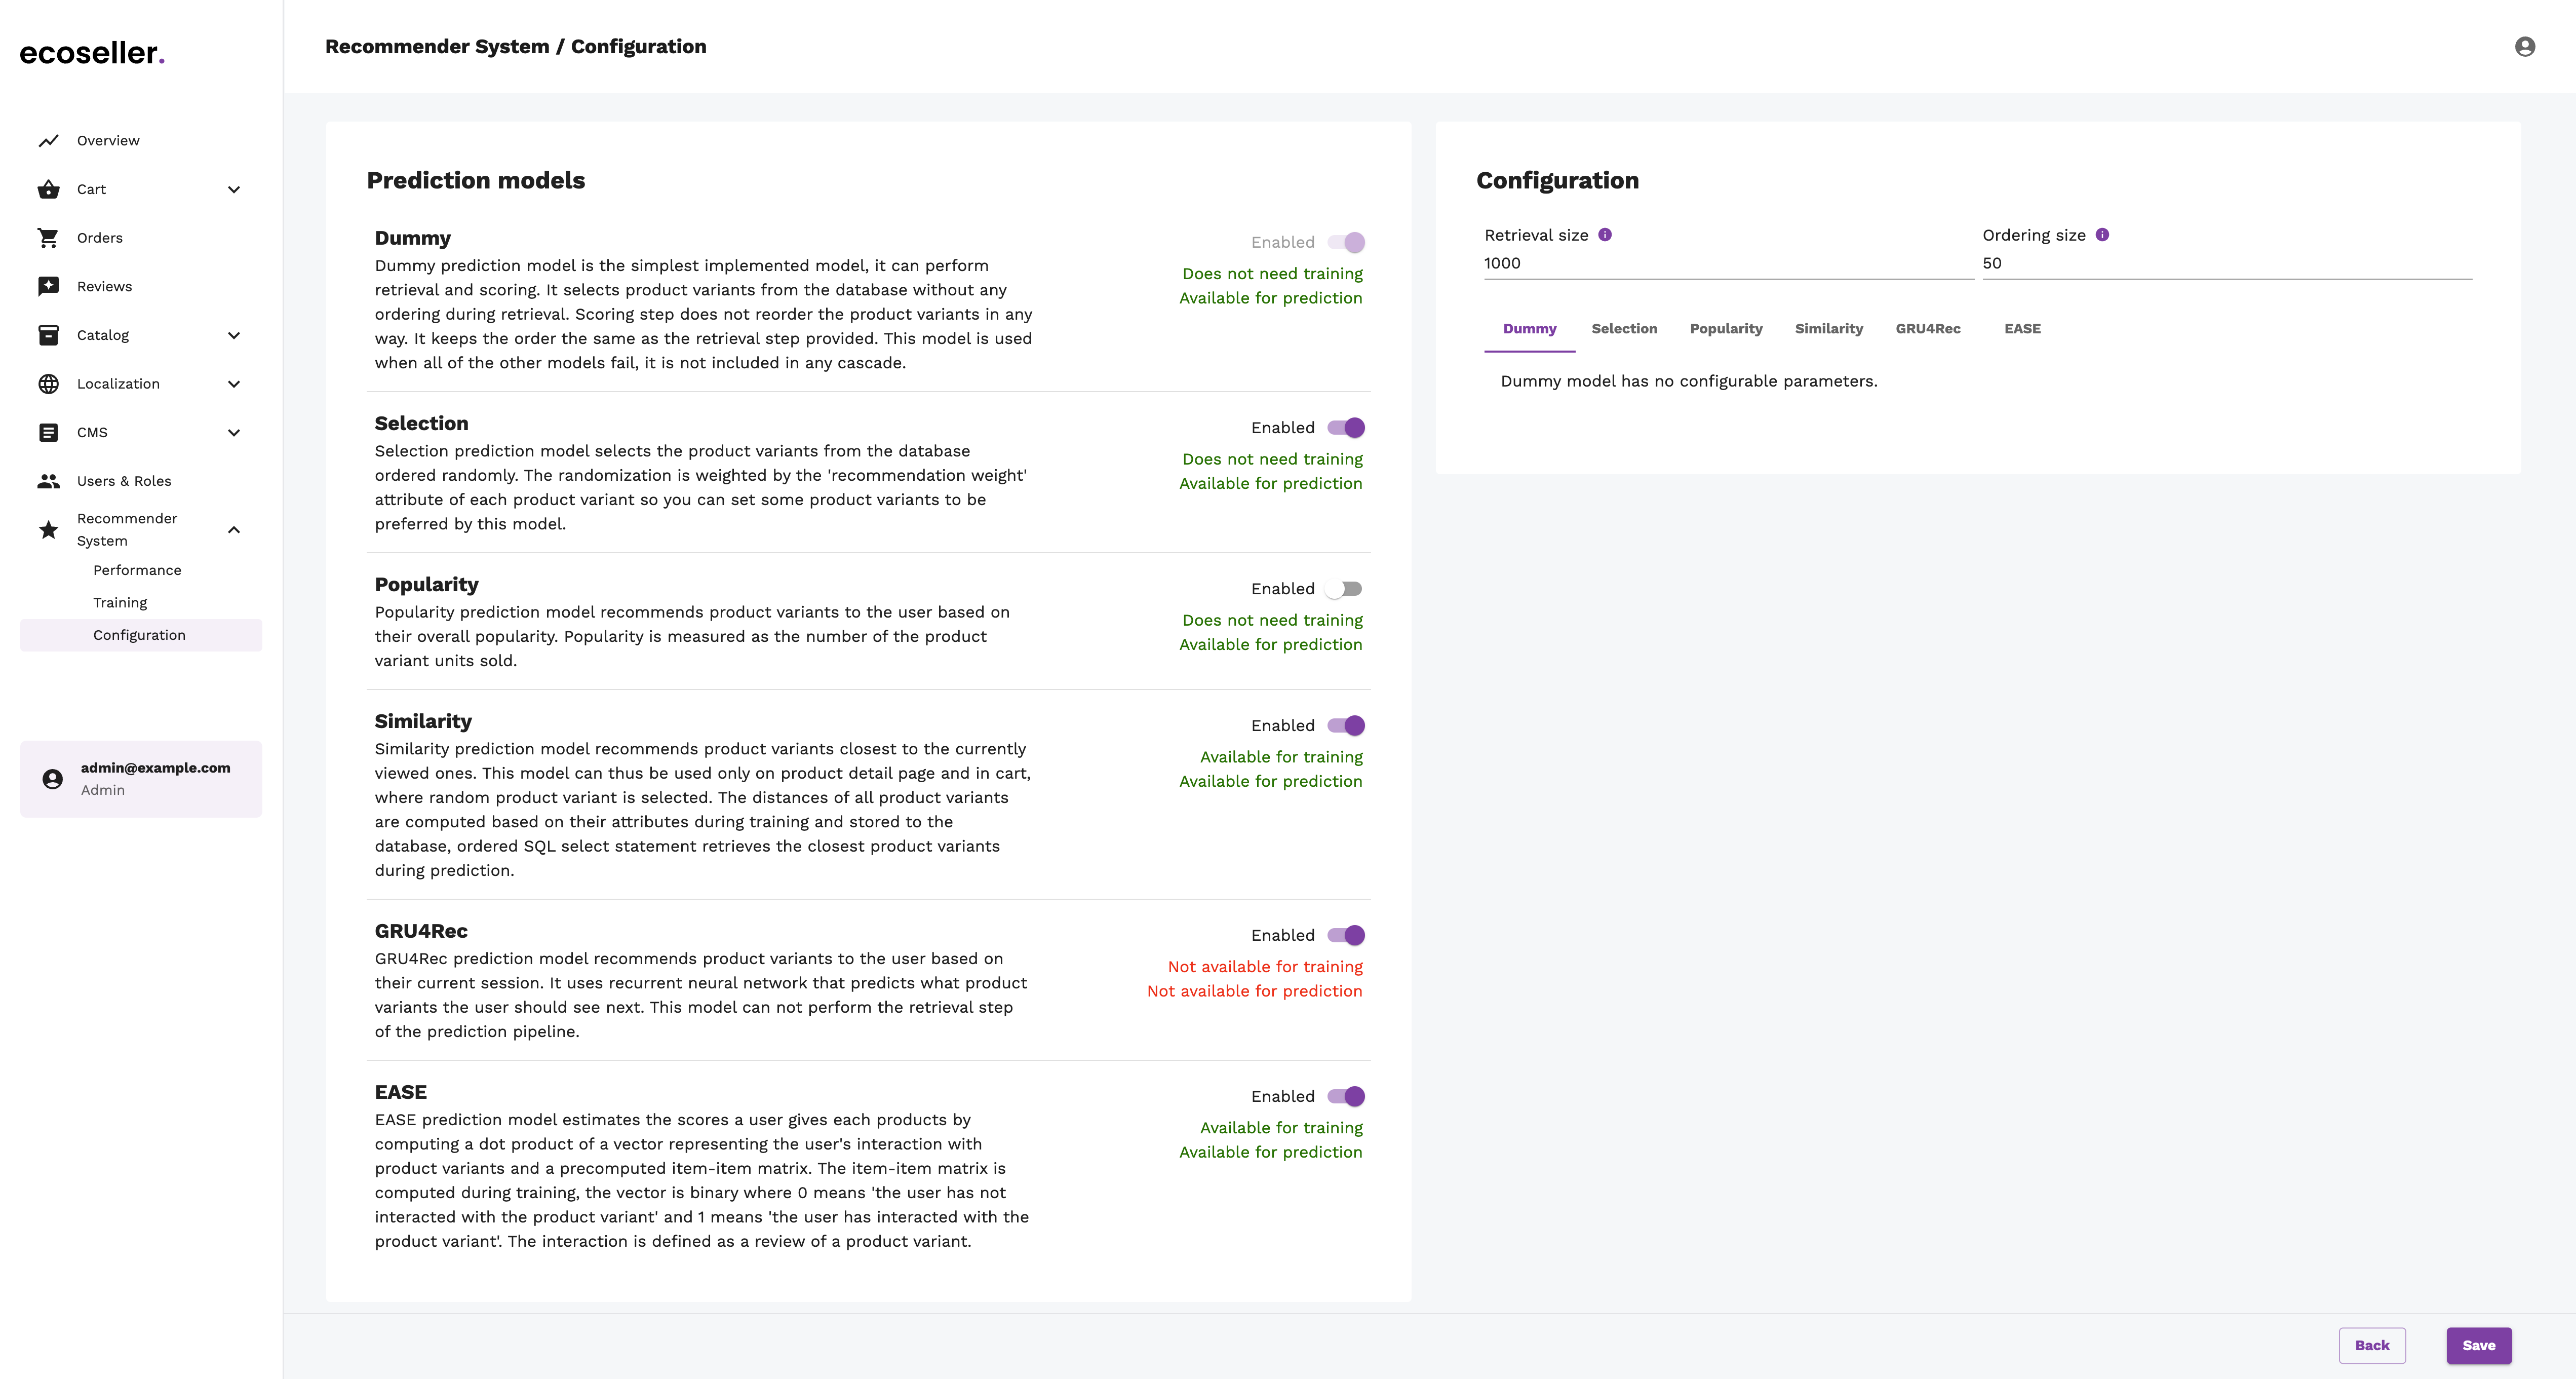 ecoseller.
Overview
Cart
Orders
Reviews
Catalog
Localization
CMS
Users & Roles
Recommender
System
Performance
Training
Configuration
admin@example.com
Admin
Recommender System / Configuration
Prediction models
Dummy
Enabled
Dummy prediction model is the simplest implemented model, it can perform
retrieval and scoring. It selects product variants from the database without any
ordering during retrieval. Scoring step does not reorder the product variants in any
way. It keeps the order the same as the retrieval step provided. This model is used
when all of the other models fail, it is not included in any cascade.
Does not need training
Available for prediction
Selection
Enabled
Selection prediction model selects the product variants from the database
ordered randomly. The randomization is weighted by the 'recommendation weight'
attribute of each product variant so you can set some product variants to be
preferred by this model.
Does not need training
Available for prediction
Popularity
Enabled
Popularity prediction model recommends product variants to the user based on
their overall popularity. Popularity is measured as the number of the product
variant units sold.
Does not need training
Available for prediction
Similarity
Enabled
Similarity prediction model recommends product variants closest to the currently
viewed ones. This model can thus be used only on product detail page and in cart,
where random product variant is selected. The distances of all product variants
are computed based on their attributes during training and stored to the
database, ordered SQL select statement retrieves the closest product variants
during prediction.
Available for training
Available for prediction
GRU4Rec
Enabled
GRU4Rec prediction model recommends product variants to the user based on
their current session. It uses recurrent neural network that predicts what product
variants the user should see next. This model can not perform the retrieval step
of the prediction pipeline.
Not available for training
Not available for prediction
EASE
Enabled
EASE prediction model estimates the scores a user gives each products by
computing a dot product of a vector representing the user's interaction with
product variants and a precomputed item-item matrix. The item-item matrix is
computed during training, the vector is binary where 0 means 'the user has not
interacted with the product variant' and 1 means 'the user has interacted with the
product variant'. The interaction is defined as a review of a product variant.
Available for training
Available for prediction
Configuration
Retrieval size
1000
Ordering size
50
Dummy Selection Popularity Similarity GRU4Rec EASE
Dummy model has no configurable parameters.
Back
Save